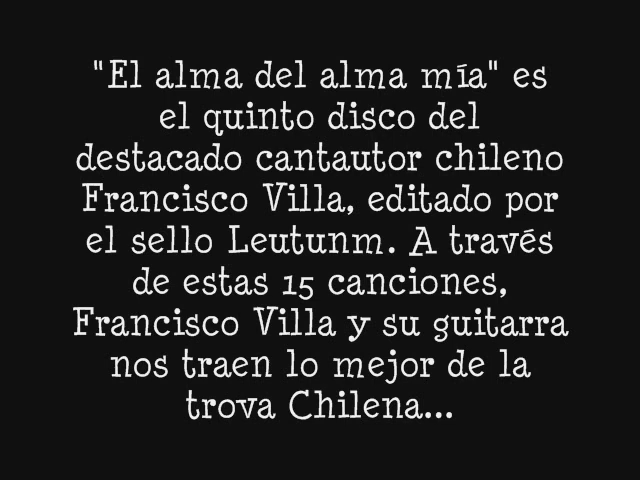 "El alma del alma mía" es
el quinto disco del
destacado cantautor chileno
Francisco Villa, editado por
el sello Leutunm. A través
de estas 15 canciones,
Francisco Villa y su guitarra
nos traen lo mejor de la
trova Chilena...